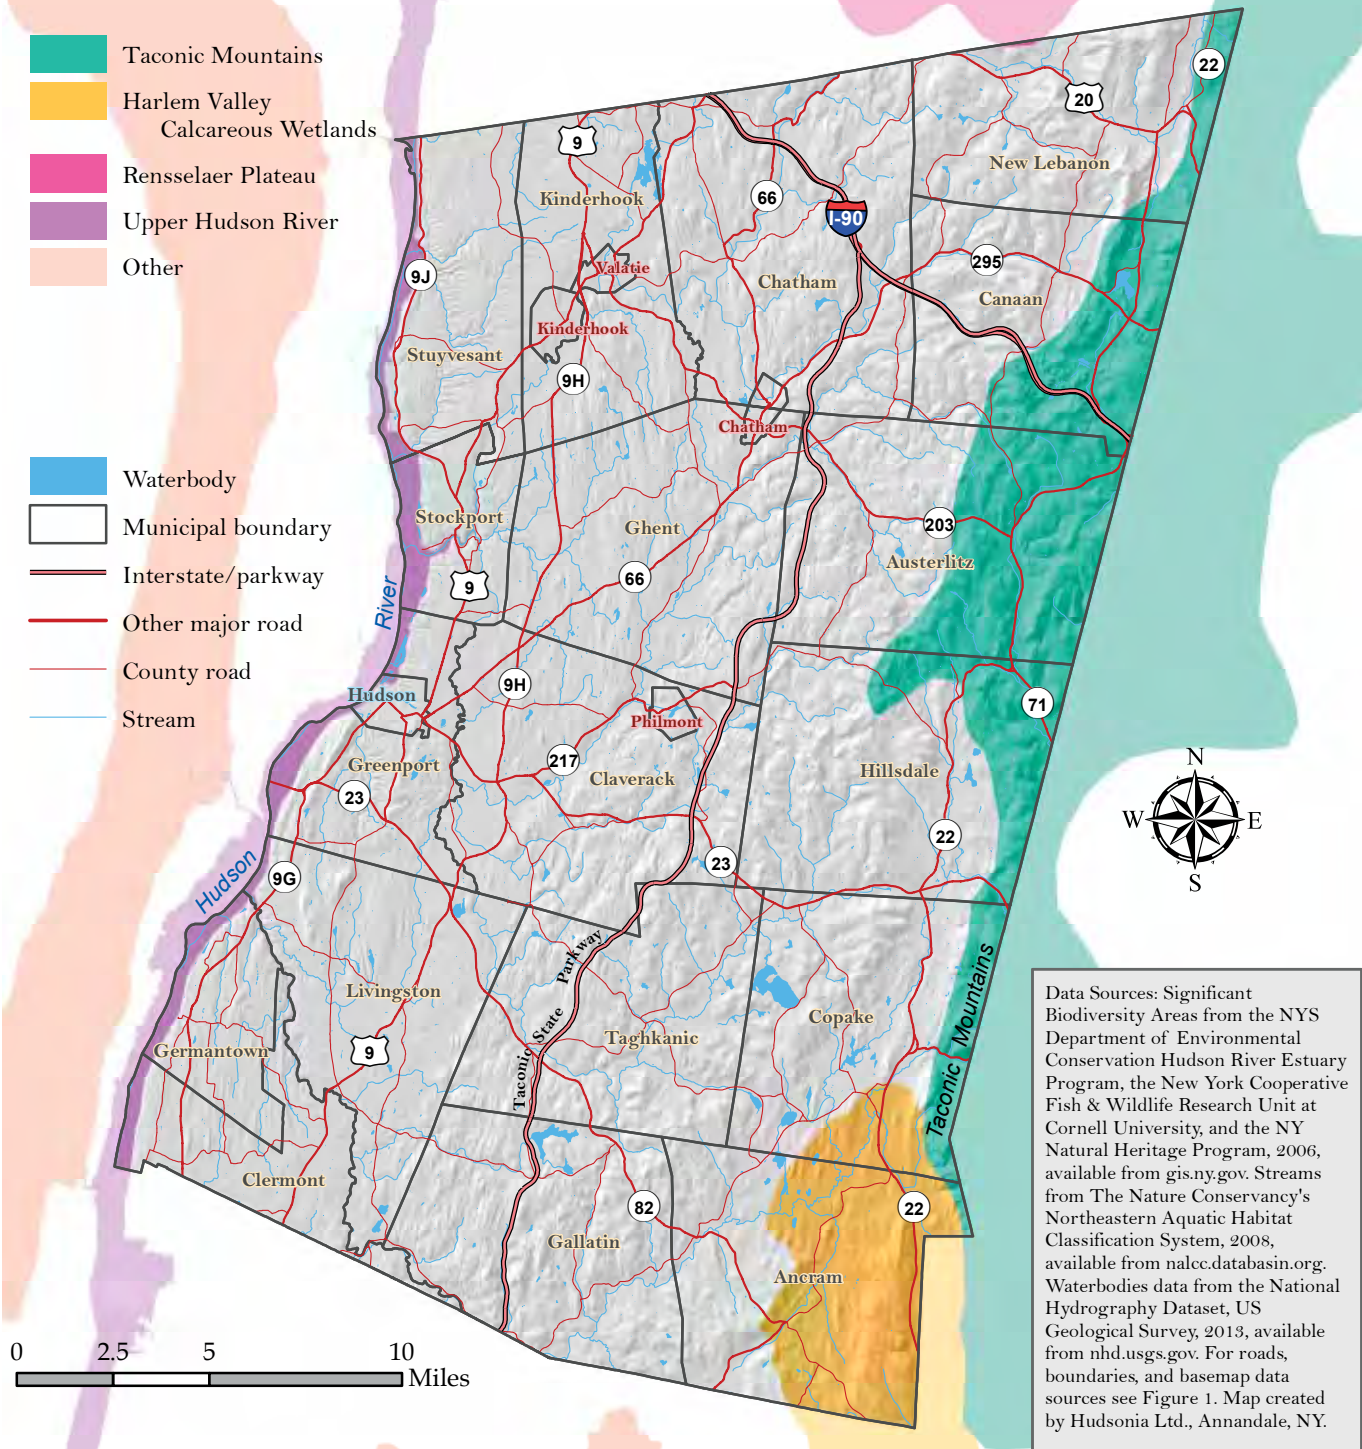 Taconic Mountains
Harlem Valley
Calcareous Wetlands
Rensselaer Plateau
Upper Hudson River
Other
Waterbody
Municipal boundary
Interstate/parkway
Other major road
County road
Stream
22
20
9
New Lebanon
Kinderhook
66
I-90
9J
Valatie
295
Chatham
Canaan
Kinderhook
Stuyvesant
9H
Chatham
Stockport
Ghent
203
Austerlitz
66
9
River
9H
Hudson
71
Philmont
217
Greenport
Claverack
Hillsdale
23
22
23
Hudson
9G
Parkway
Livingston
State
Taconic
Copake
Taghkanic
9
Germantown
Taconic Mountains
Clermont
82
22
Gallatin
Ancram
N
W
E
S
0
2.5
5
10
Miles
Data Sources: Significant
Biodiversity Areas from the NYS
Department of Environmental
Conservation Hudson River Estuary
Program, the New York Cooperative
Fish & Wildlife Research Unit at
Cornell University, and the NY
Natural Heritage Program, 2006,
available from gis.ny.gov. Streams
from The Nature Conservancy's
Northeastern Aquatic Habitat
Classification System, 2008,
available from nalcc.databasin.org.
Waterbodies data from the National
Hydrography Dataset, US
Geological Survey, 2013, available
from nhd.usgs.gov. For roads,
boundaries, and basemap data
sources see Figure 1. Map created
by Hudsonia Ltd., Annandale, NY.